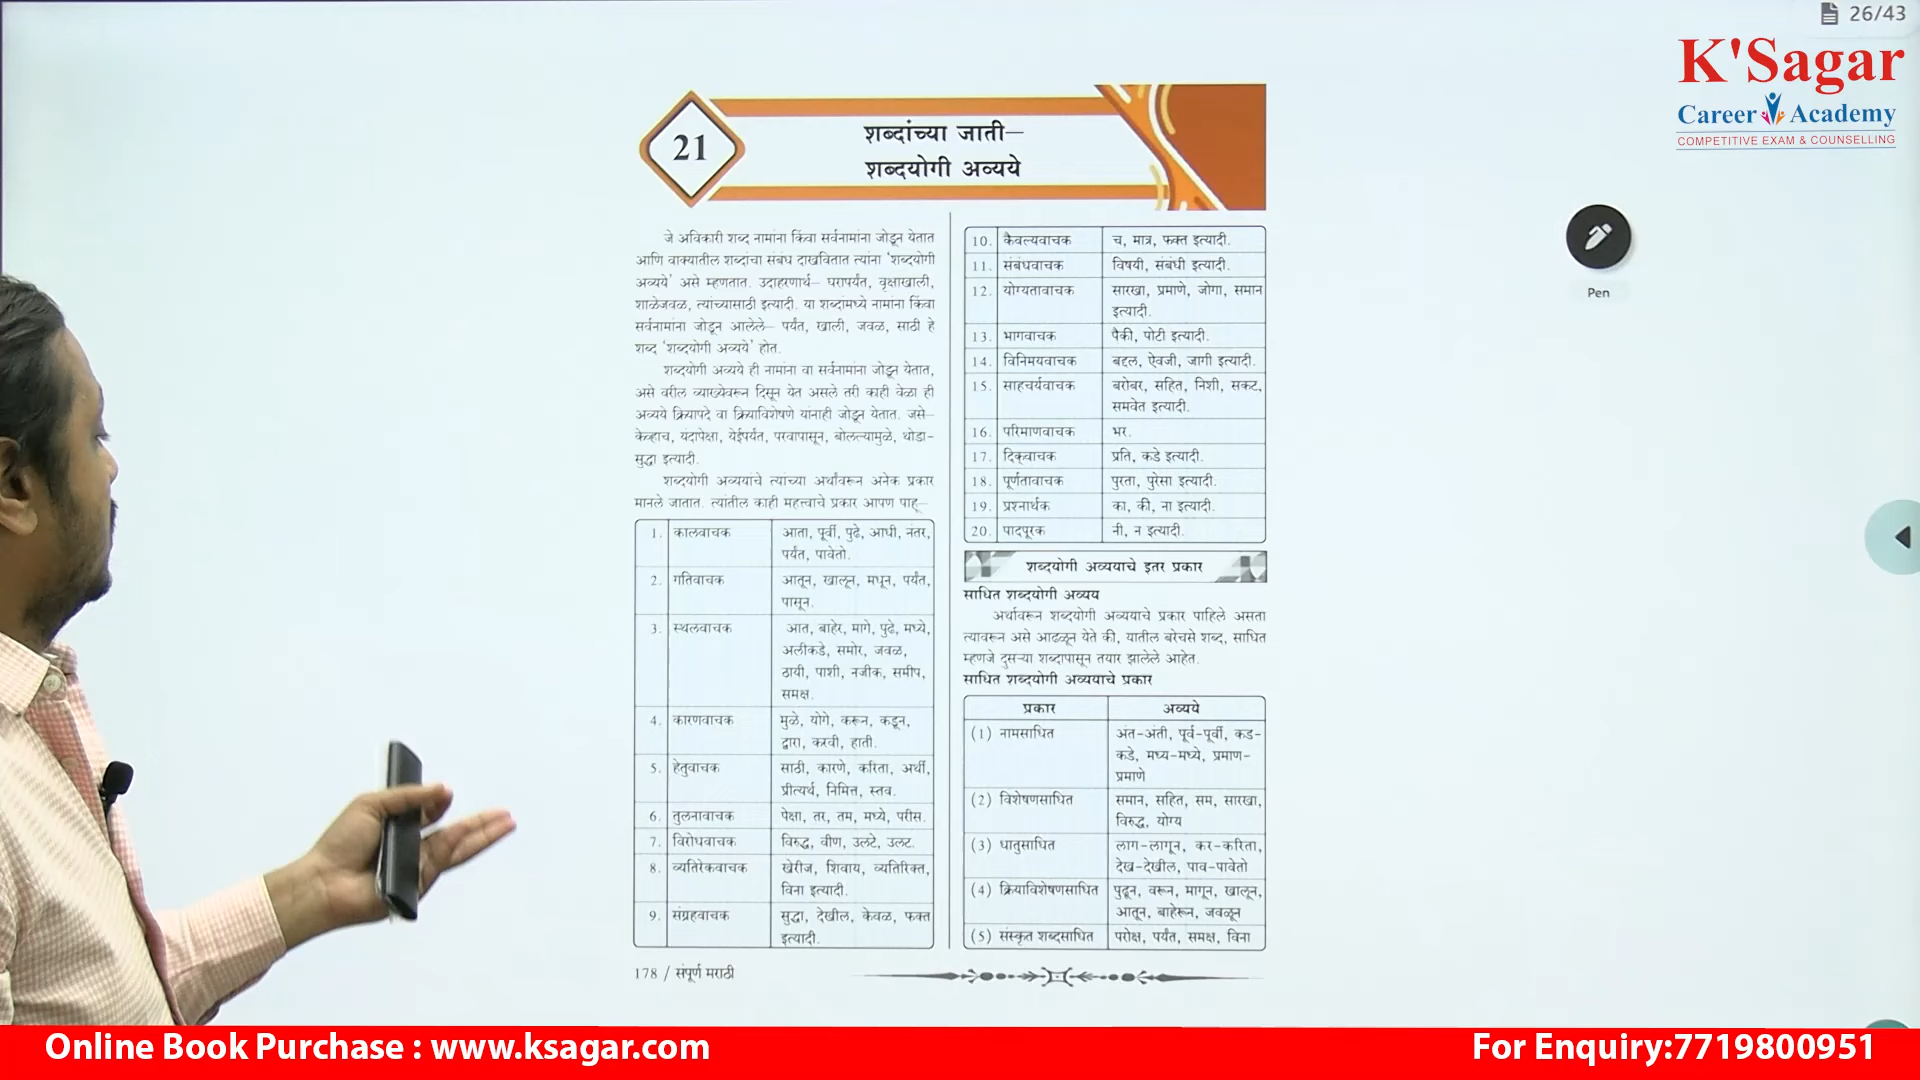 26/43
K'Sagar
Career Academy
COMPETITIVE EXAM & COUNSELLING
Pen
21
शब्दांच्या जाती–
शब्दयोगी अव्यये
जे अविकारी शब्द नामांना किंवा सर्वनामांना जोडून येतात
आणि वाक्यातील शब्दाचा संबंध दाखवितात त्यांना 'शब्दयोगी
अव्यये' असे म्हणतात. उदाहरणार्थ– घरापर्यंत, वृक्षाखाली,
शाळेजवळ, त्यांच्यासाठी इत्यादी. या शब्दांमध्ये नामांना किंवा
सर्वनामांना जोडून आलेले– पर्यंत, खाली, जवळ, साठी हे
शब्द 'शब्दयोगी अव्यये' होत.
शब्दयोगी अव्यये ही नामांना वा सर्वनामांना जोडून येतात,
असे वरील व्याख्येवरून दिसून येत असले तरी काही वेळा ही
अव्यये क्रियापदे वा क्रियाविशेषणे यांनाही जोडून येतात. जसे–
केव्हाच, यंदापेक्षा, येईपर्यंत, परवापासून, बोलल्यामुळे, थोडा-
सुद्धा इत्यादी.
शब्दयोगी अव्ययांचे त्यांच्या अर्थांवरून अनेक प्रकार
मानले जातात. त्यांतील काही महत्त्वाचे प्रकार आपण पाहू–
1. कालवाचक आता, पूर्वी, पुढे, आधी, नंतर,
पर्यंत, पावेतो.
2. गतिवाचक आतून, खालून, मधून, पर्यंत,
पासून.
3. स्थलवाचक आत, बाहेर, मागे, पुढे, मध्ये,
अलीकडे, समोर, जवळ,
ठायी, पाशी, नजीक, समीप,
समक्ष.
4. कारणवाचक मुळे, योगे, करून, कडून,
द्वारा, करवी, हाती.
5. हेतुवाचक साठी, कारणे, करिता, अर्थी,
प्रीत्यर्थ, निमित्त, स्तव.
6. तुलनावाचक पेक्षा, तर, तम, मध्ये, परीस.
7. विरोधवाचक विरुद्ध, वीण, उलटे, उलट.
8. व्यतिरेकवाचक खेरीज, शिवाय, व्यतिरिक्त,
विना इत्यादी.
9. संग्रहवाचक सुद्धा, देखील, केवळ, फक्त
इत्यादी.
178 / संपूर्ण मराठी
10. कैवल्यवाचक च, मात्र, फक्त इत्यादी.
11. संबंधवाचक विषयी, संबंधी इत्यादी.
12. योग्यतावाचक सारखा, प्रमाणे, जोगा, समान
इत्यादी.
13. भागवाचक पैकी, पोटी इत्यादी.
14. विनिमयवाचक बद्दल, ऐवजी, जागी इत्यादी.
15. साहचर्यवाचक बरोबर, सहित, निशी, सकट,
समवेत इत्यादी.
16. परिमाणवाचक भर.
17. दिक्‌वाचक प्रति, कडे इत्यादी.
18. पूर्णतावाचक पुरता, पुरेसा इत्यादी.
19. प्रश्नार्थक का, की, ना इत्यादी.
20. पादपूरक नी, न इत्यादी.
शब्दयोगी अव्ययाचे इतर प्रकार
साधित शब्दयोगी अव्यय
अर्थावरून शब्दयोगी अव्ययाचे प्रकार पाहिले असता
त्यावरून असे आढळून येते की, यातील बरेचसे शब्द, साधित
म्हणजे दुसऱ्या शब्दापासून तयार झालेले आहेत.
साधित शब्दयोगी अव्ययाचे प्रकार
प्रकार अव्यये
(1) नामसाधित अंत-अंती, पूर्व-पूर्वी, कड-
कडे, मध्य-मध्ये, प्रमाण-
प्रमाणे
(2) विशेषणसाधित समान, सहित, सम, सारखा,
विरुद्ध, योग्य
(3) धातुसाधित लाग-लागून, कर-करिता,
देख-देखील, पाव-पावेतो
(4) क्रियाविशेषणसाधित पुढून, वरून, मागून, खालून,
आतून, बाहेरून, जवळून
(5) संस्कृत शब्दसाधित परोक्ष, पर्यंत, समक्ष, विना
Online Book Purchase : www.ksagar.com
For Enquiry:7719800951